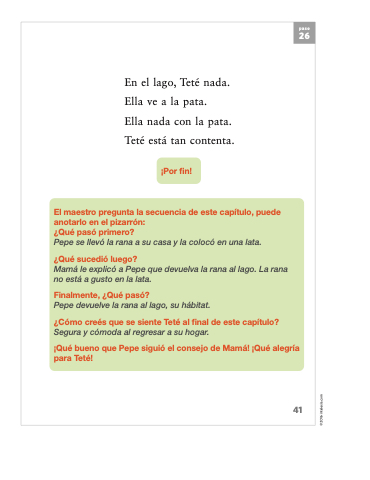 paso
26
En el lago, Teté nada.
Ella ve a la pata.
Ella nada con la pata.
Teté está tan contenta.
¡Por fin!
El maestro pregunta la secuencia de este capítulo, puede
anotarlo en el pizarrón:
¿Qué pasó primero?
Pepe se llevó la rana a su casa y la colocó en una lata.
¿Qué sucedió luego?
Mamá le explicó a Pepe que devuelva la rana al lago. La rana
no está a gusto en la lata.
Finalmente, ¿Qué pasó?
Pepe devuelve la rana al lago, su hábitat.
¿Cómo creés que se siente Teté al final de este capítulo?
Segura y cómoda al regresar a su hogar.
¡Qué bueno que Pepe siguió el consejo de Mamá! ¡Qué alegría
para Teté!
41